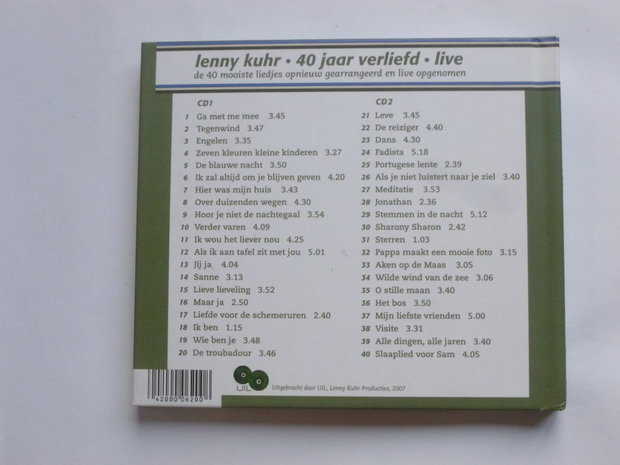 lenny kuhr • 40 jaar verliefd • live
de 40 mooiste liedjes opnieuw gearrangeerd en live opgenomen
CD1
1 Ga met me mee 3.45
2 Tegenwind 3.47
3 Engelen 3.35
4 Zeven kleuren kleine kinderen 3.27
5 De blauwe nacht 3.50
6 Ik zal altijd om je blijven geven 4.20
7 Hier was mijn huis 3.43
8 Over duizenden wegen 4.30
9 Hoor je niet de nachtegaal 3.54
10 Verder varen 4.09
11 Ik wou het liever nou 4.25
12 Als ik aan tafel zit met jou 5.01
13 Jij ja 4.04
14 Sanne 3.13
15 Lieve lieveling 3.52
16 Maar ja 2.50
17 Liefde voor de schemeruren 2.40
18 Ik ben 1.15
19 Wie ben je 3.48
20 De troubadour 3.46
CD2
21 Leve 3.45
22 De reiziger 4.40
23 Dans 4.30
24 Fadista 5.18
25 Portugese lente 2.39
26 Als je niet luistert naar je ziel 3.40
27 Meditatie 3.53
28 Jonathan 2.36
29 Stemmen in de nacht 5.12
30 Sharony Sharon 2.42
31 Sterren 1.03
32 Pappa maakt een mooie foto 3.15
33 Aken op de Maas 3.05
34 Wilde wind van de zee 3.06
35 O stille maan 3.40
36 Het bos 3.50
37 Mijn liefste vrienden 5.00
38 Visite 3.31
39 Alle dingen, alle jaren 3.40
40 Slaaplied voor Sam 4.05
42000 06200
UIL
Uitgebracht door UIL, Lenny Kuhr Producties, 2007